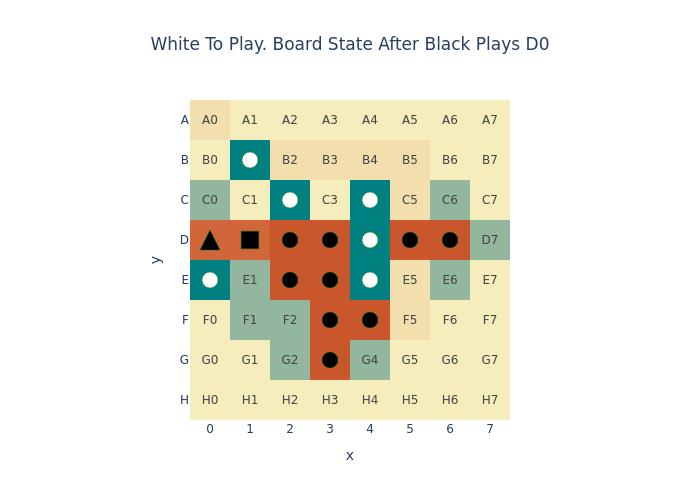 White To Play. Board State After Black Plays D0
A A0 A1 A2 A3 A4 A5 A6 A7
B B0 B2 B3 B4 B5 B6 B7
C C0 C1 C3 C5 C6 C7
D D7
E E1 E5 E6 E7
F F0 F1 F2 F5 F6 F7
G G0 G1 G2 G4 G5 G6 G7
H H0 H1 H2 H3 H4 H5 H6 H7
0 1 2 3 4 5 6 7
x
y